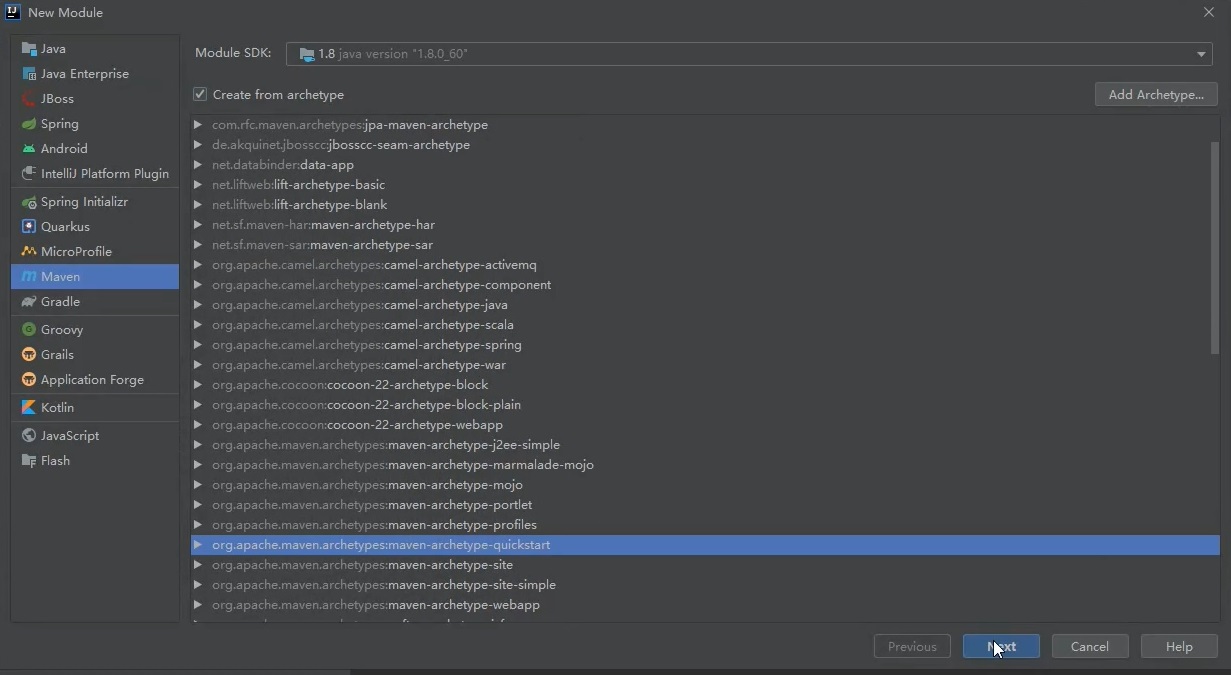 New Module
Java
Java Enterprise
JBoss
Spring
Android
IntelliJ Platform Plugin
Spring Initializr
Quarkus
MicroProfile
Maven
Gradle
Groovy
Grails
Application Forge
Kotlin
JavaScript
Flash
Module SDK: 1.8 java version "1.8.0_60"
Create from archetype Add Archetype...
com.rfc.maven.archetypes:jpa-maven-archetype
de.akquinet.jbosscc:jbosscc-seam-archetype
net.databinder:data-app
net.liftweb:lift-archetype-basic
net.liftweb:lift-archetype-blank
net.sf.maven-har:maven-archetype-har
net.sf.maven-sar:maven-archetype-sar
org.apache.camel.archetypes:camel-archetype-activemq
org.apache.camel.archetypes:camel-archetype-component
org.apache.camel.archetypes:camel-archetype-java
org.apache.camel.archetypes:camel-archetype-scala
org.apache.camel.archetypes:camel-archetype-spring
org.apache.camel.archetypes:camel-archetype-war
org.apache.cocoon:cocoon-22-archetype-block
org.apache.cocoon:cocoon-22-archetype-block-plain
org.apache.cocoon:cocoon-22-archetype-webapp
org.apache.maven.archetypes:maven-archetype-j2ee-simple
org.apache.maven.archetypes:maven-archetype-marmalade-mojo
org.apache.maven.archetypes:maven-archetype-mojo
org.apache.maven.archetypes:maven-archetype-portlet
org.apache.maven.archetypes:maven-archetype-profiles
org.apache.maven.archetypes:maven-archetype-quickstart
org.apache.maven.archetypes:maven-archetype-site
org.apache.maven.archetypes:maven-archetype-site-simple
org.apache.maven.archetypes:maven-archetype-webapp
Previous Next Cancel Help